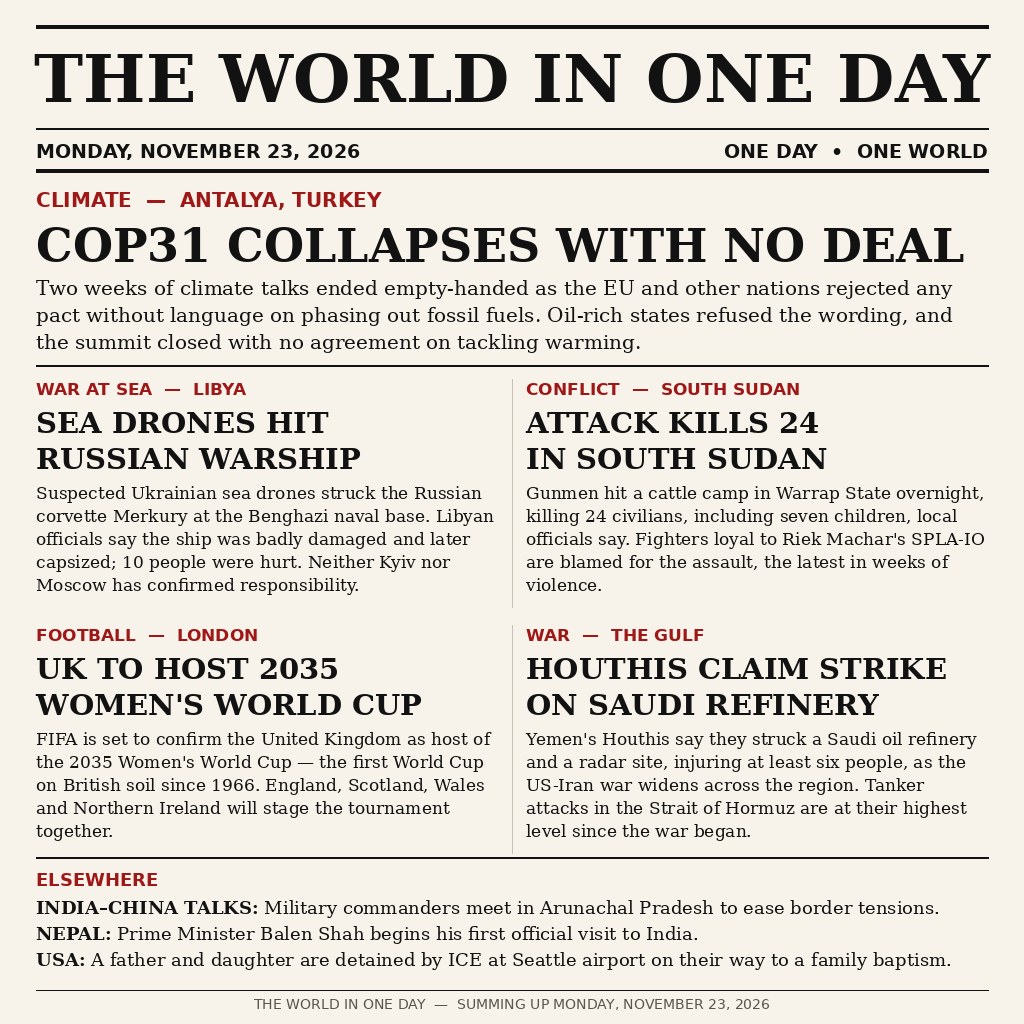 THE WORLD IN ONE DAY
MONDAY, NOVEMBER 23, 2026
ONE DAY • ONE WORLD
CLIMATE — ANTALYA, TURKEY
COP31 COLLAPSES WITH NO DEAL
Two weeks of climate talks ended empty-handed as the EU and other nations rejected any
pact without language on phasing out fossil fuels. Oil-rich states refused the wording, and
the summit closed with no agreement on tackling warming.
WAR AT SEA — LIBYA
SEA DRONES HIT
RUSSIAN WARSHIP
Suspected Ukrainian sea drones struck the Russian
corvette Merkury at the Benghazi naval base. Libyan
officials say the ship was badly damaged and later
capsized; 10 people were hurt. Neither Kyiv nor
Moscow has confirmed responsibility.
CONFLICT — SOUTH SUDAN
ATTACK KILLS 24
IN SOUTH SUDAN
Gunmen hit a cattle camp in Warrap State overnight,
killing 24 civilians, including seven children, local
officials say. Fighters loyal to Riek Machar's SPLA-IO
are blamed for the assault, the latest in weeks of
violence.
FOOTBALL — LONDON
UK TO HOST 2035
WOMEN'S WORLD CUP
FIFA is set to confirm the United Kingdom as host of
the 2035 Women's World Cup — the first World Cup
on British soil since 1966. England, Scotland, Wales
and Northern Ireland will stage the tournament
together.
WAR — THE GULF
HOUTHIS CLAIM STRIKE
ON SAUDI REFINERY
Yemen's Houthis say they struck a Saudi oil refinery
and a radar site, injuring at least six people, as the
US-Iran war widens across the region. Tanker
attacks in the Strait of Hormuz are at their highest
level since the war began.
ELSEWHERE
INDIA–CHINA TALKS: Military commanders meet in Arunachal Pradesh to ease border tensions.
NEPAL: Prime Minister Balen Shah begins his first official visit to India.
USA: A father and daughter are detained by ICE at Seattle airport on their way to a family baptism.
THE WORLD IN ONE DAY — SUMMING UP MONDAY, NOVEMBER 23, 2026